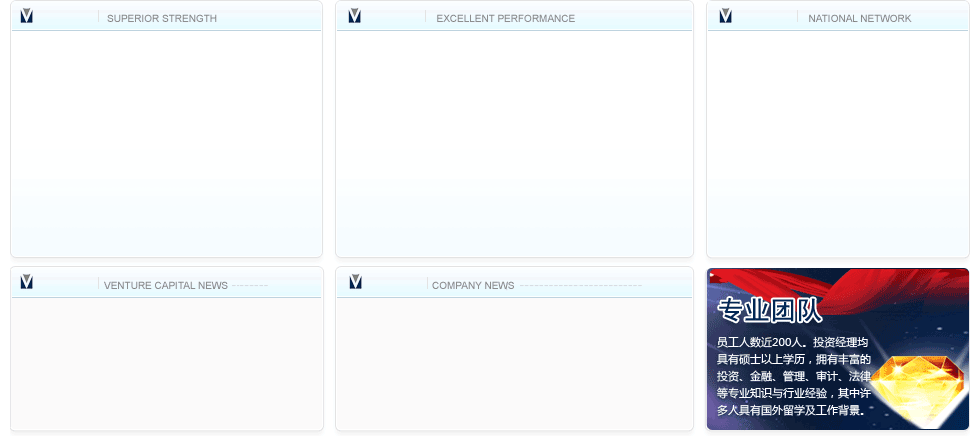 SUPERIOR STRENGTH
EXCELLENT PERFORMANCE
NATIONAL NETWORK
VENTURE CAPITAL NEWS
COMPANY NEWS
专业团队
员工人数近200人。投资经理均
具有硕士以上学历，拥有丰富的
投资、金融、管理、审计、法律
等专业知识与行业经验，其中许
多人具有国外留学及工作背景。